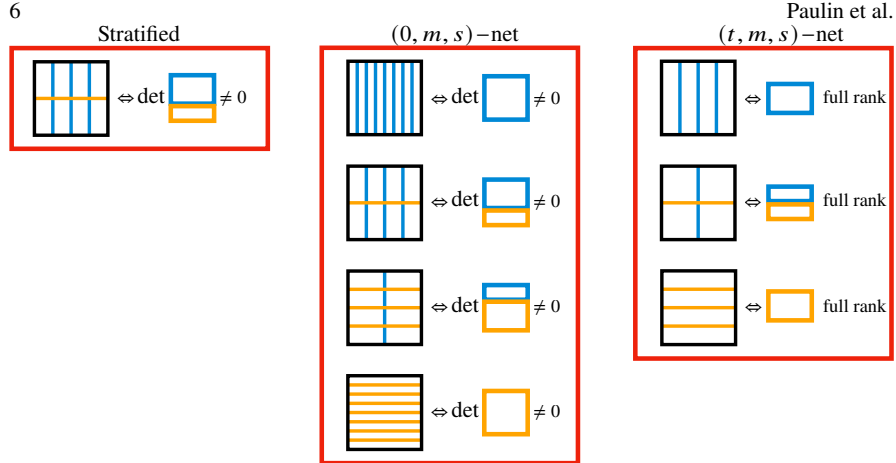 6
Paulin et al.
Stratified
⇔ det ≠ 0
(0, m, s)−net
⇔ det ≠ 0
⇔ det ≠ 0
⇔ det ≠ 0
⇔ det ≠ 0
(t, m, s)−net
⇔ full rank
⇔ full rank
⇔ full rank